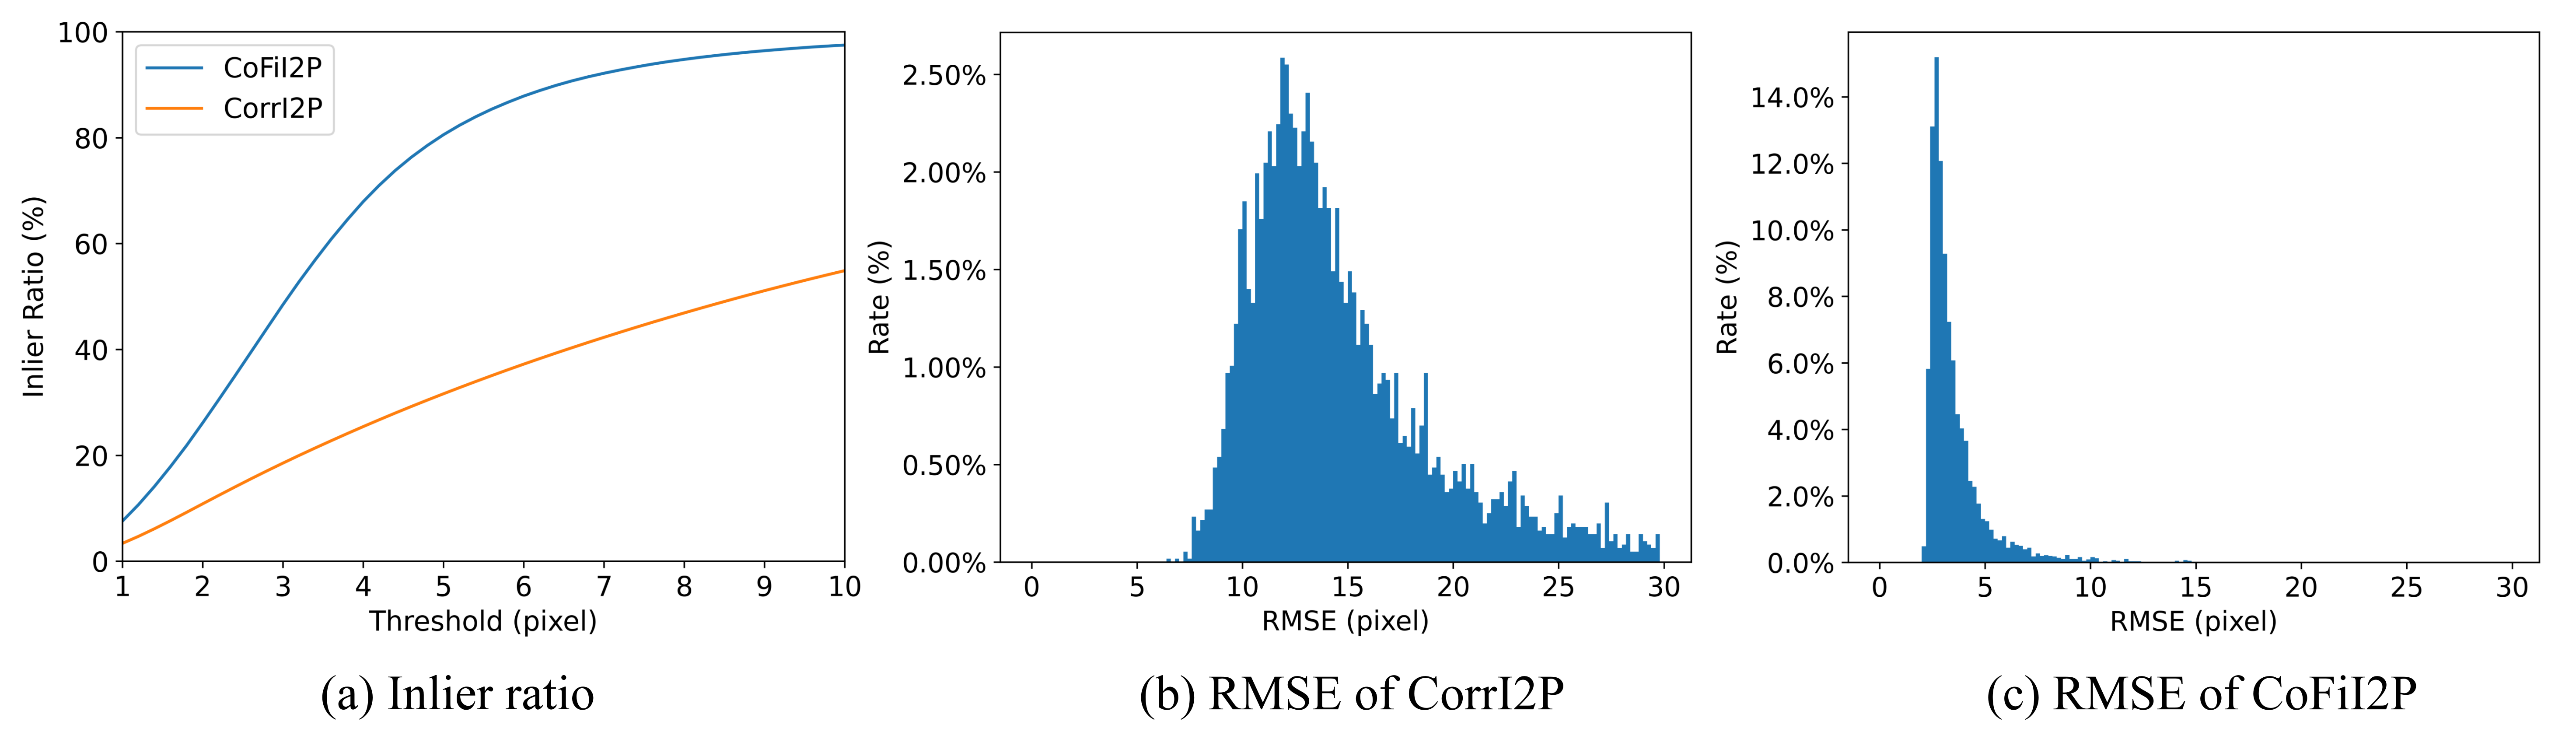 100
80
60
40
20
0
Inlier Ratio (%)
CoFiI2P
CorrI2P
1 2 3 4 5 6 7 8 9 10
Threshold (pixel)
(a) Inlier ratio
2.50%
2.00%
1.50%
1.00%
0.50%
0.00%
Rate (%)
0 5 10 15 20 25 30
RMSE (pixel)
(b) RMSE of CorrI2P
14.0%
12.0%
10.0%
8.0%
6.0%
4.0%
2.0%
0.0%
Rate (%)
0 5 10 15 20 25 30
RMSE (pixel)
(c) RMSE of CoFiI2P